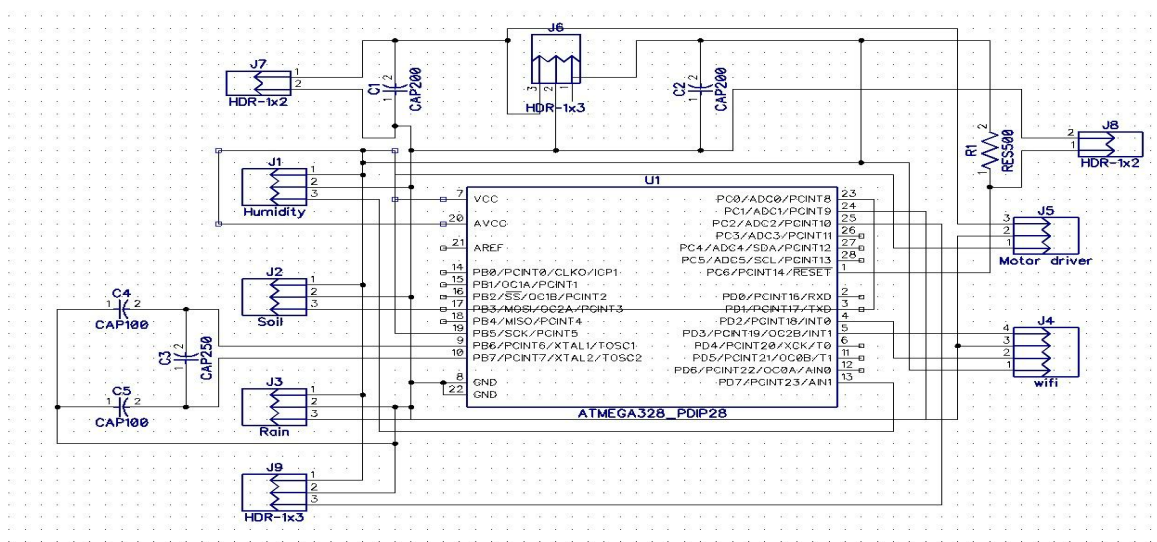 J6
J7
1
2
HDR-1x2
C1
1 2
CAP200
3 2 1
HDR-1x3
C2
1 2
CAP200
R1
1 2
RES500
2
1
J8
HDR-1x2
J1
1
2
3
Humidity
U1
7 VCC
20 AVCC
21 AREF
14 PB0/PCINT0/CLKO/ICP1
15 PB1/OC1A/PCINT1
16 PB2/SS/OC1B/PCINT2
17 PB3/MOSI/OC2A/PCINT3
18 PB4/MISO/PCINT4
19 PB5/SCK/PCINT5
9 PB6/PCINT6/XTAL1/TOSC1
10 PB7/PCINT7/XTAL2/TOSC2
8 GND
22 GND
PC0/ADC0/PCINT8 23
PC1/ADC1/PCINT9 24
PC2/ADC2/PCINT10 25
PC3/ADC3/PCINT11 26
PC4/ADC4/SDA/PCINT12 27
PC5/ADC5/SCL/PCINT13 28
PC6/PCINT14/RESET 1
PD0/PCINT16/RXD 2
PD1/PCINT17/TXD 3
PD2/PCINT18/INT0 4
PD3/PCINT19/OC2B/INT1 5
PD4/PCINT20/XCK/T0 6
PD5/PCINT21/OC0B/T1 11
PD6/PCINT22/OC0A/AIN0 12
PD7/PCINT23/AIN1 13
ATMEGA328_PDIP28
J5
3
2
1
Motor driver
J2
1
2
3
Soil
C4
1 2
CAP100
C3
1 2
CAP250
C5
1 2
CAP100
J4
4
3
2
1
wifi
J3
1
2
3
Rain
J9
1
2
3
HDR-1x3